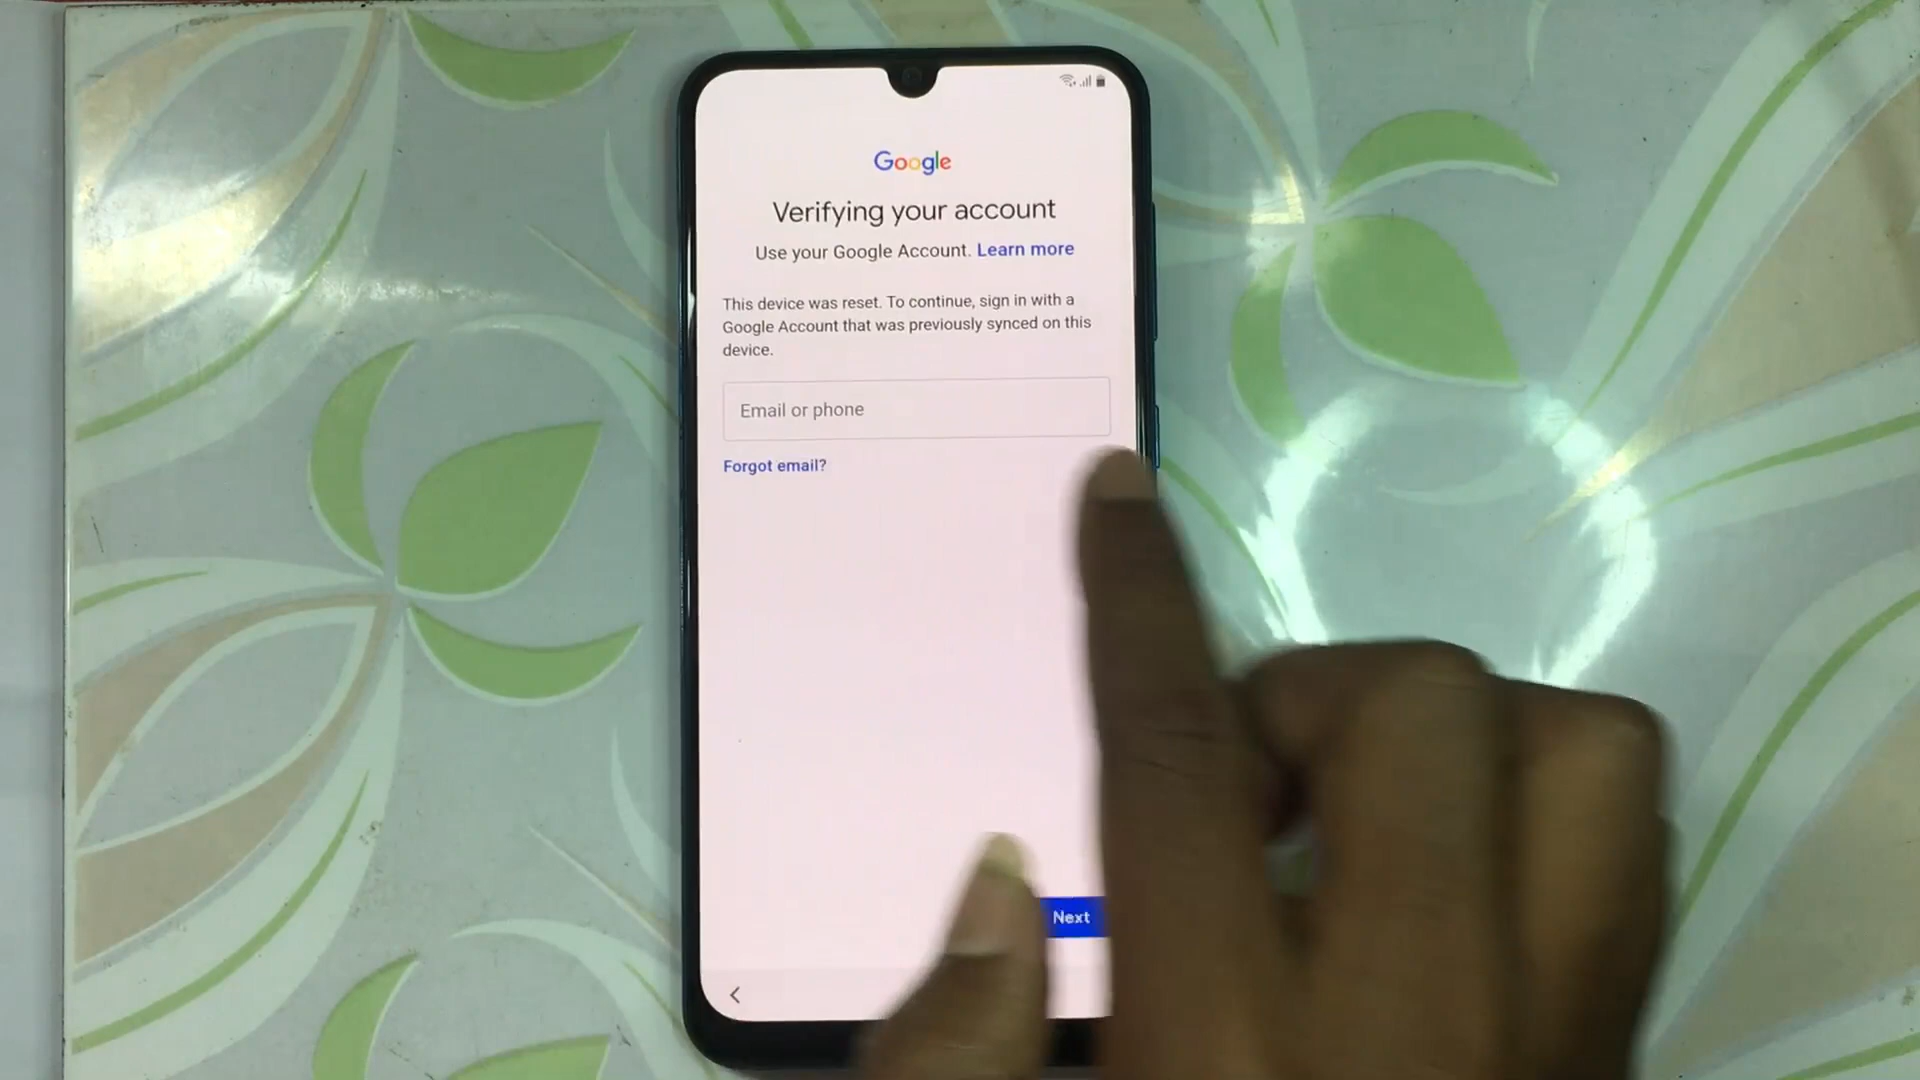 Google
Verifying your account
Use your Google Account. Learn more
This device was reset. To continue, sign in with a
Google Account that was previously synced on this
device.
Email or phone
Forgot email?
Next